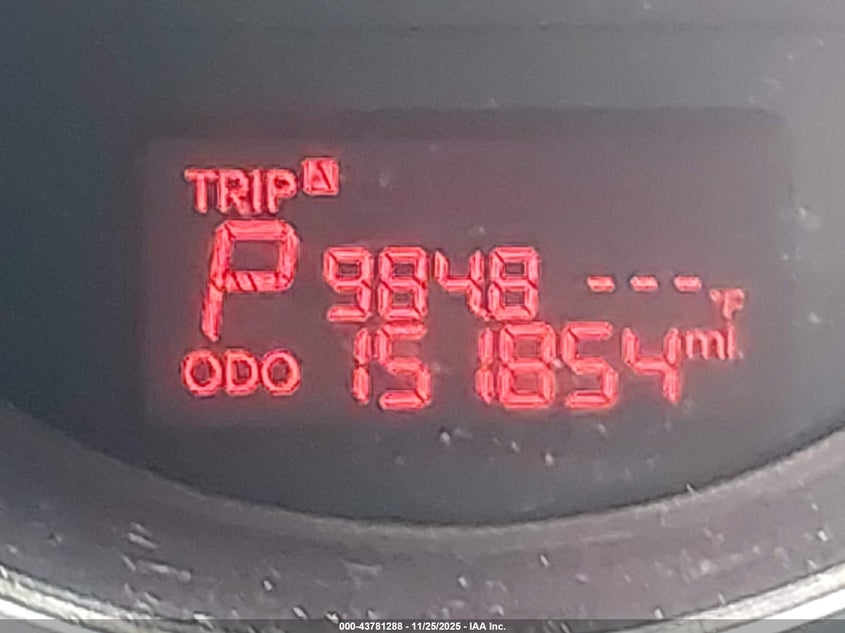 TRIP A
P 9848 --- °F
ODO 151854 mi.
000-43781288 - 11/25/2025 - IAA Inc.